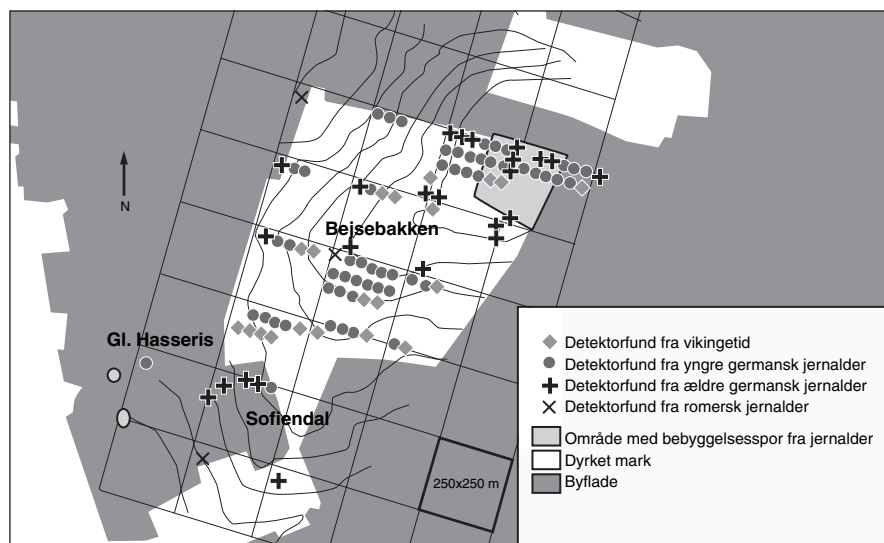 N
Bejsebakken
Gl. Hasseris
Sofiendal
250x250 m
Detektorfund fra vikingetid
Detektorfund fra yngre germansk jernalder
Detektorfund fra ældre germansk jernalder
Detektorfund fra romersk jernalder
Område med bebyggelsesspor fra jernalder
Dyrket mark
Byflade